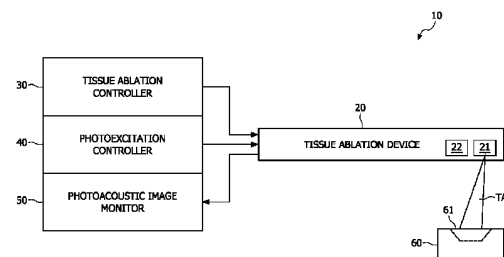 10
TISSUE ABLATION
CONTROLLER
30
20
PHOTOEXCITATION
CONTROLLER
40
TISSUE ABLATION DEVICE
22
21
PHOTOACOUSTIC IMAGE
MONITOR
50
TA
61
60